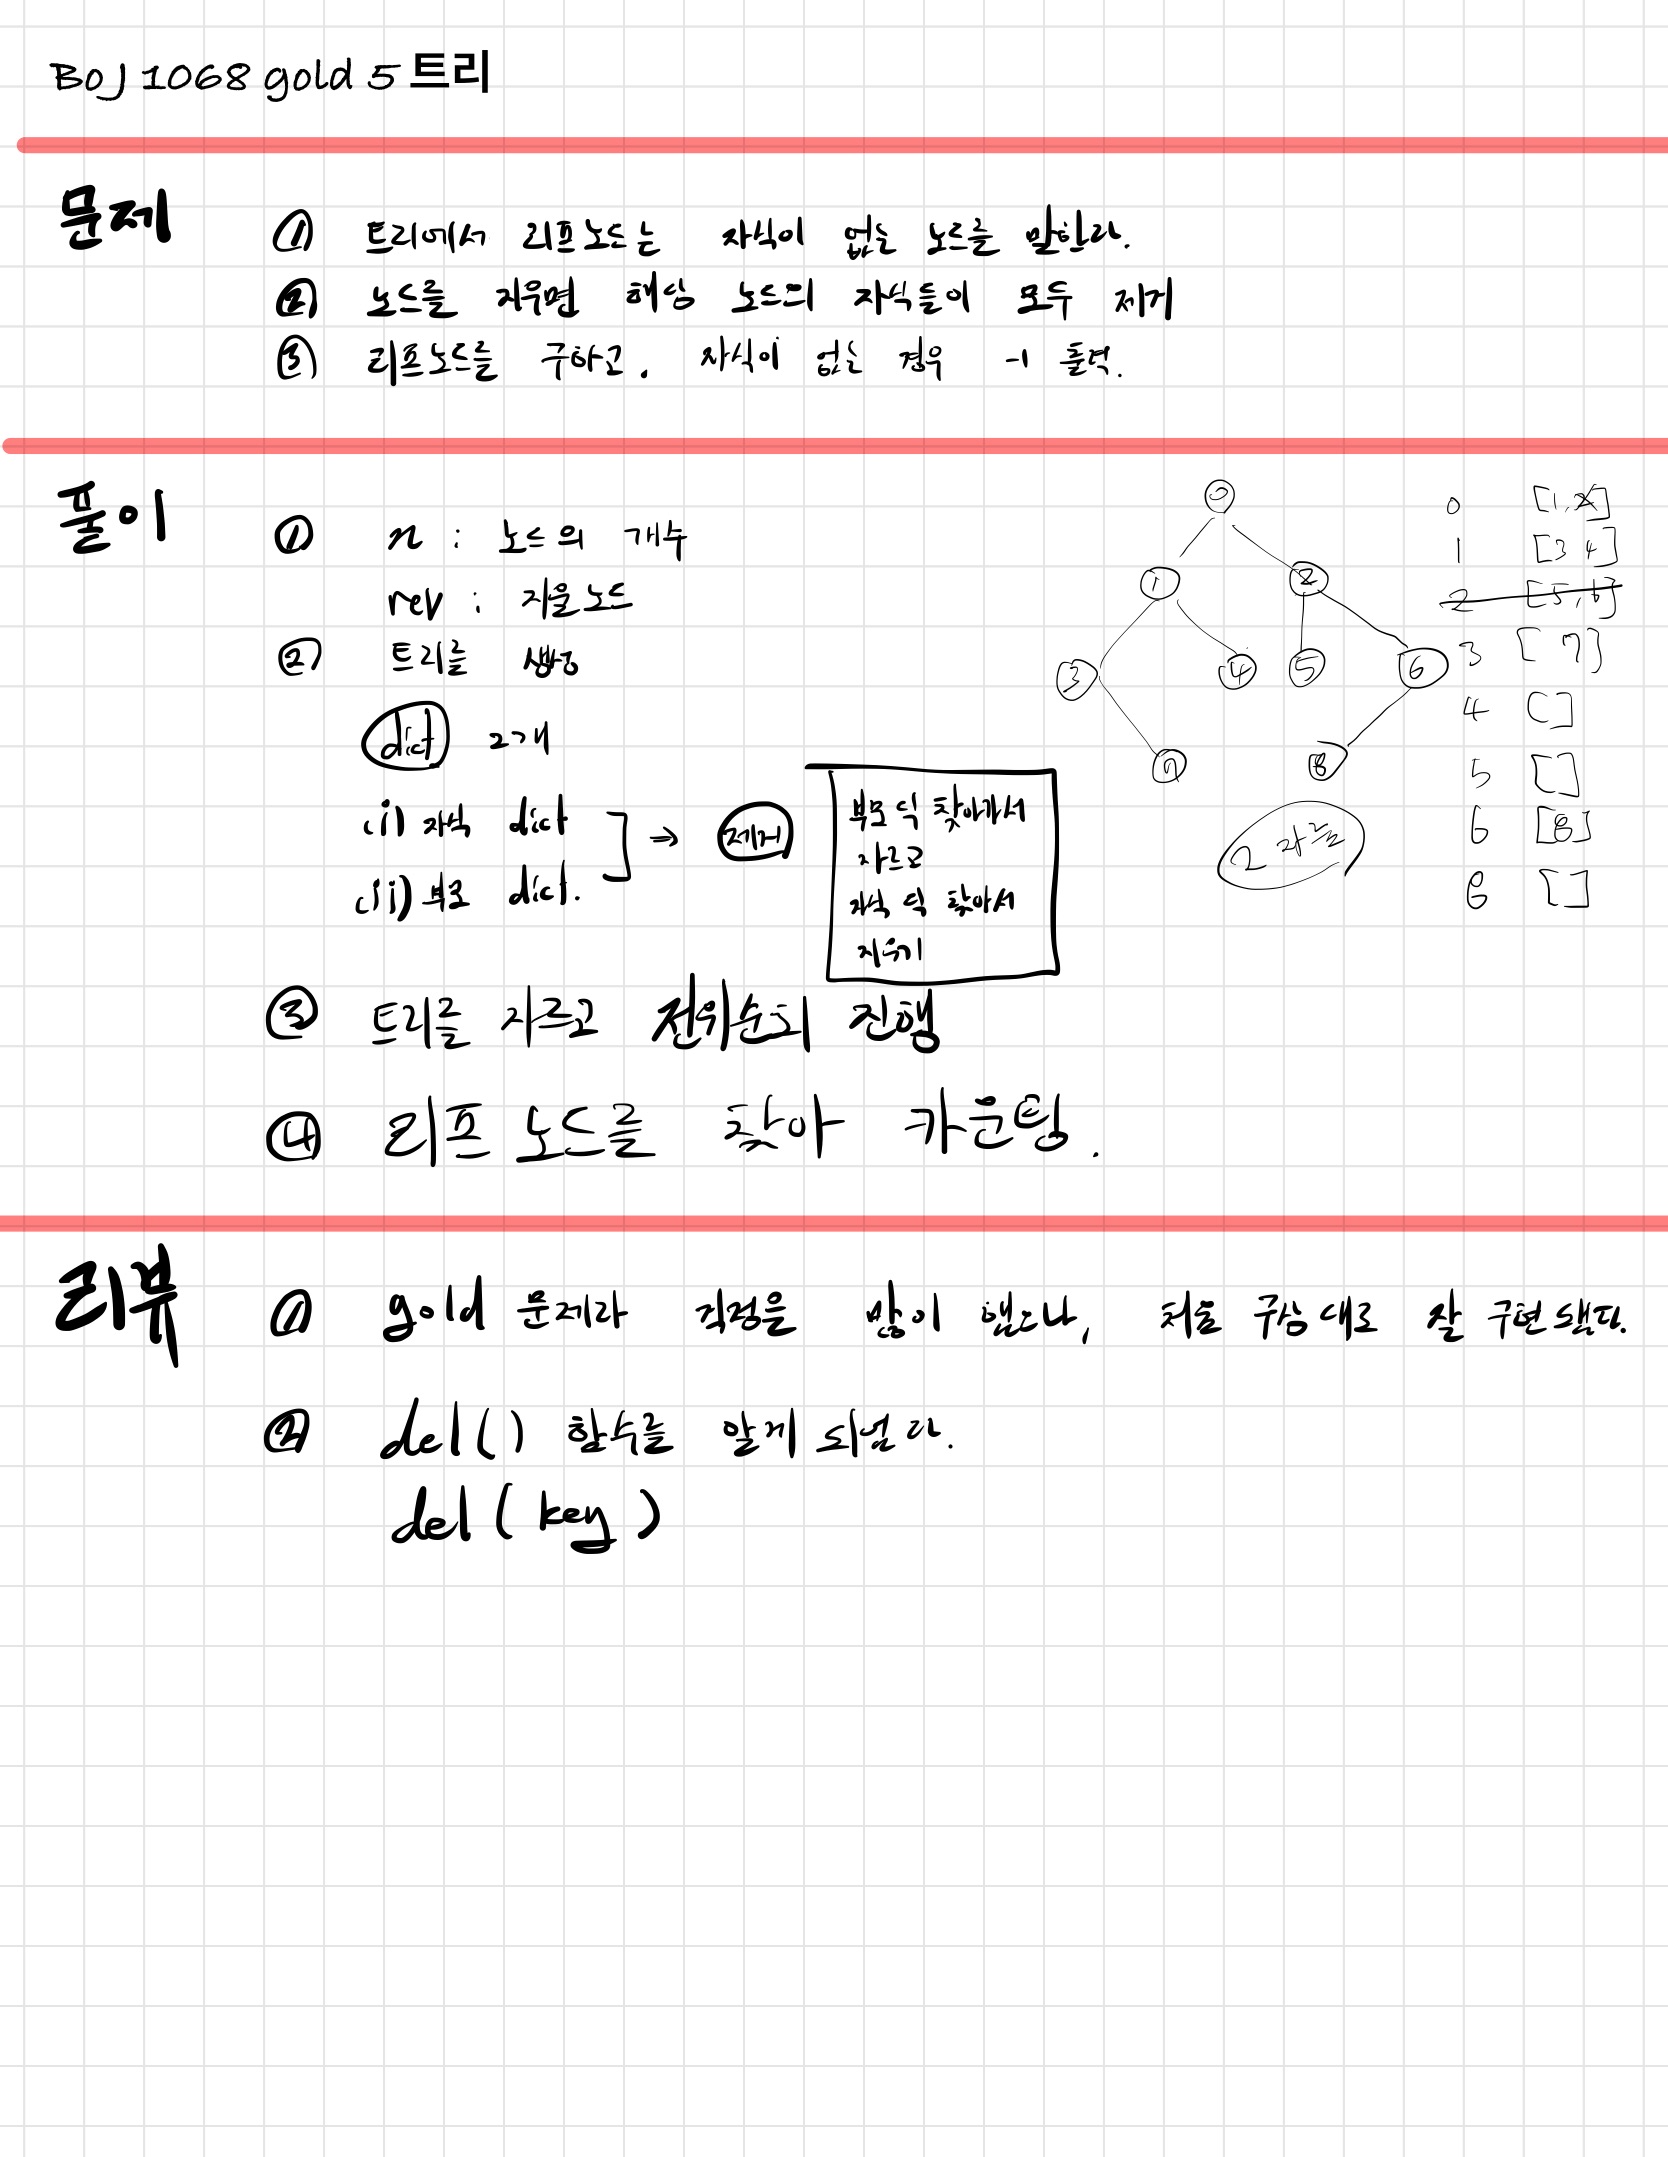 BOJ 1068 gold 5 트리
문제
① 트리에서 리프노드는 자식이 없는 노드를 말한다.
② 노드를 지우면 해당 노드의 자식들이 모두 제거
③ 리프노드를 구하고, 자식이 없는 경우 -1 출력.
풀이
① n : 노드의 개수
rev : 지울노드
② 트리를 생성
dict 2개
(i) 자식 dict
(ii) 부모 dict.
→ 제거
부모 딕 찾아가서
자르고
자식 딕 찾아서
지우기
③ 트리를 자르고 전위순회 진행
④ 리프 노드를 찾아 카운팅.
0
1 2
3 4 5 6
7 8
2 자름
0 [1, 2]
1 [3 4]
2 [5, 6]
3 [ 7]
4 []
5 []
6 [8]
8 []
리뷰
① gold 문제라 걱정을 많이 했으나, 처음 구상대로 잘 구현됐다.
② del() 함수를 알게 되었다.
del ( key )